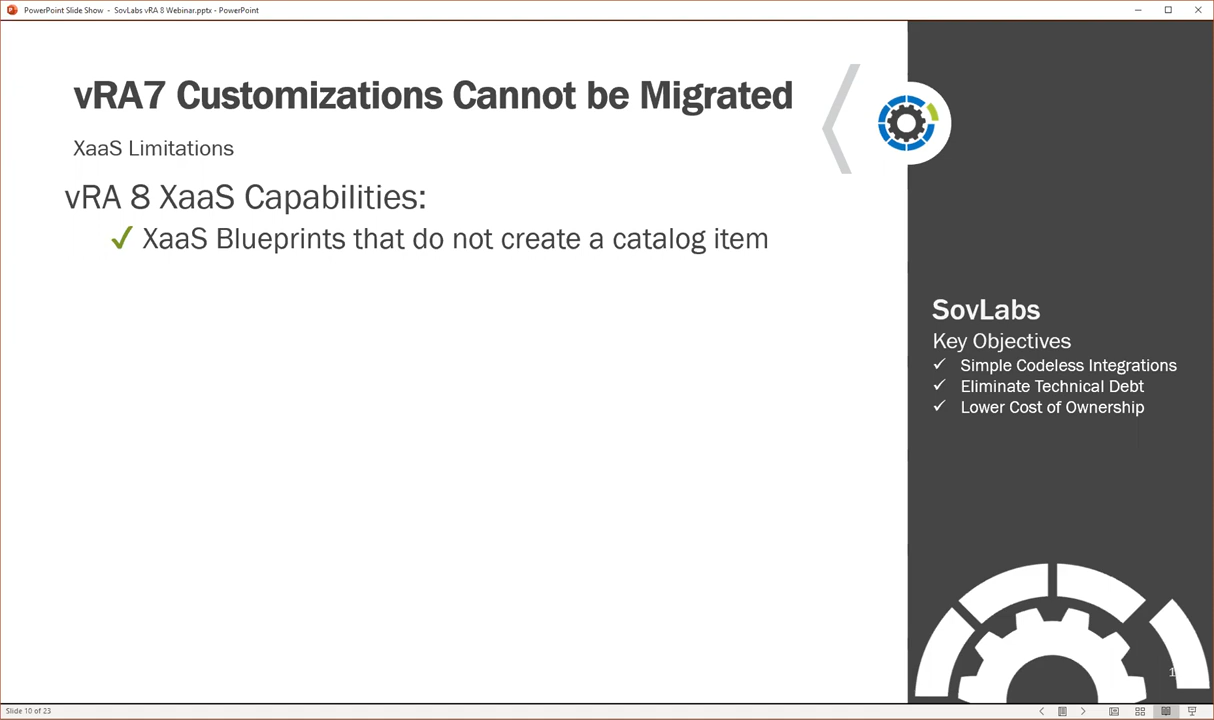 PowerPoint Slide Show - SovLabs vRA 8 Webinar.pptx - PowerPoint
vRA7 Customizations Cannot be Migrated
XaaS Limitations
vRA 8 XaaS Capabilities:
✓ XaaS Blueprints that do not create a catalog item
SovLabs
Key Objectives
✓ Simple Codeless Integrations
✓ Eliminate Technical Debt
✓ Lower Cost of Ownership
Slide 10 of 23